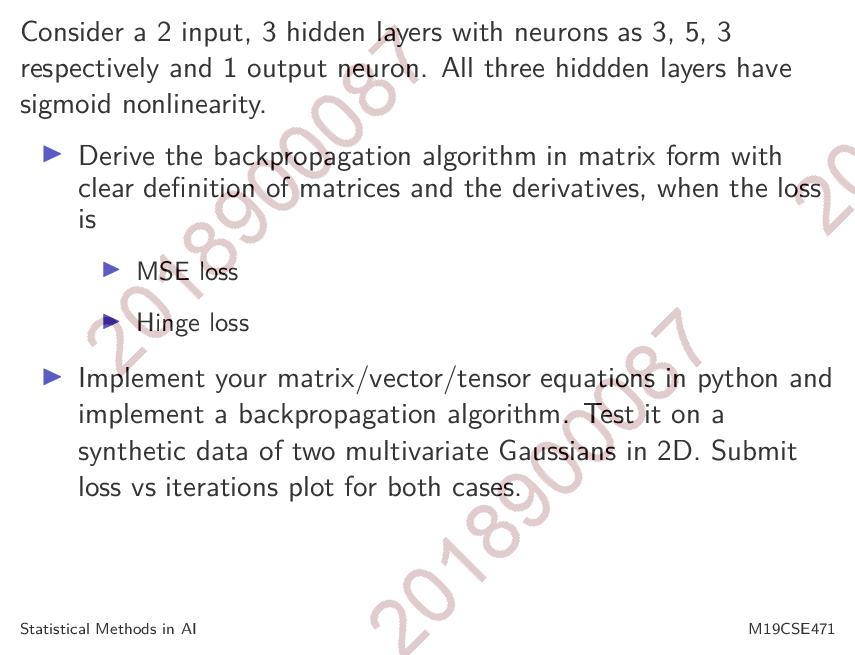 Consider a 2 input, 3 hidden layers with neurons as 3, 5, 3
respectively and 1 output neuron. All three hidddden layers have
sigmoid nonlinearity.
Derive the backpropagation algorithm in matrix form with
clear definition of matrices and the derivatives, when the loss
is
MSE loss
Hinge loss
Implement your matrix/vector/tensor equations in python and
implement a backpropagation algorithm. Test it on a
synthetic data of two multivariate Gaussians in 2D. Submit
loss vs iterations plot for both cases.
Statistical Methods in AI
M19CSE471
2018900087
2018900087
20